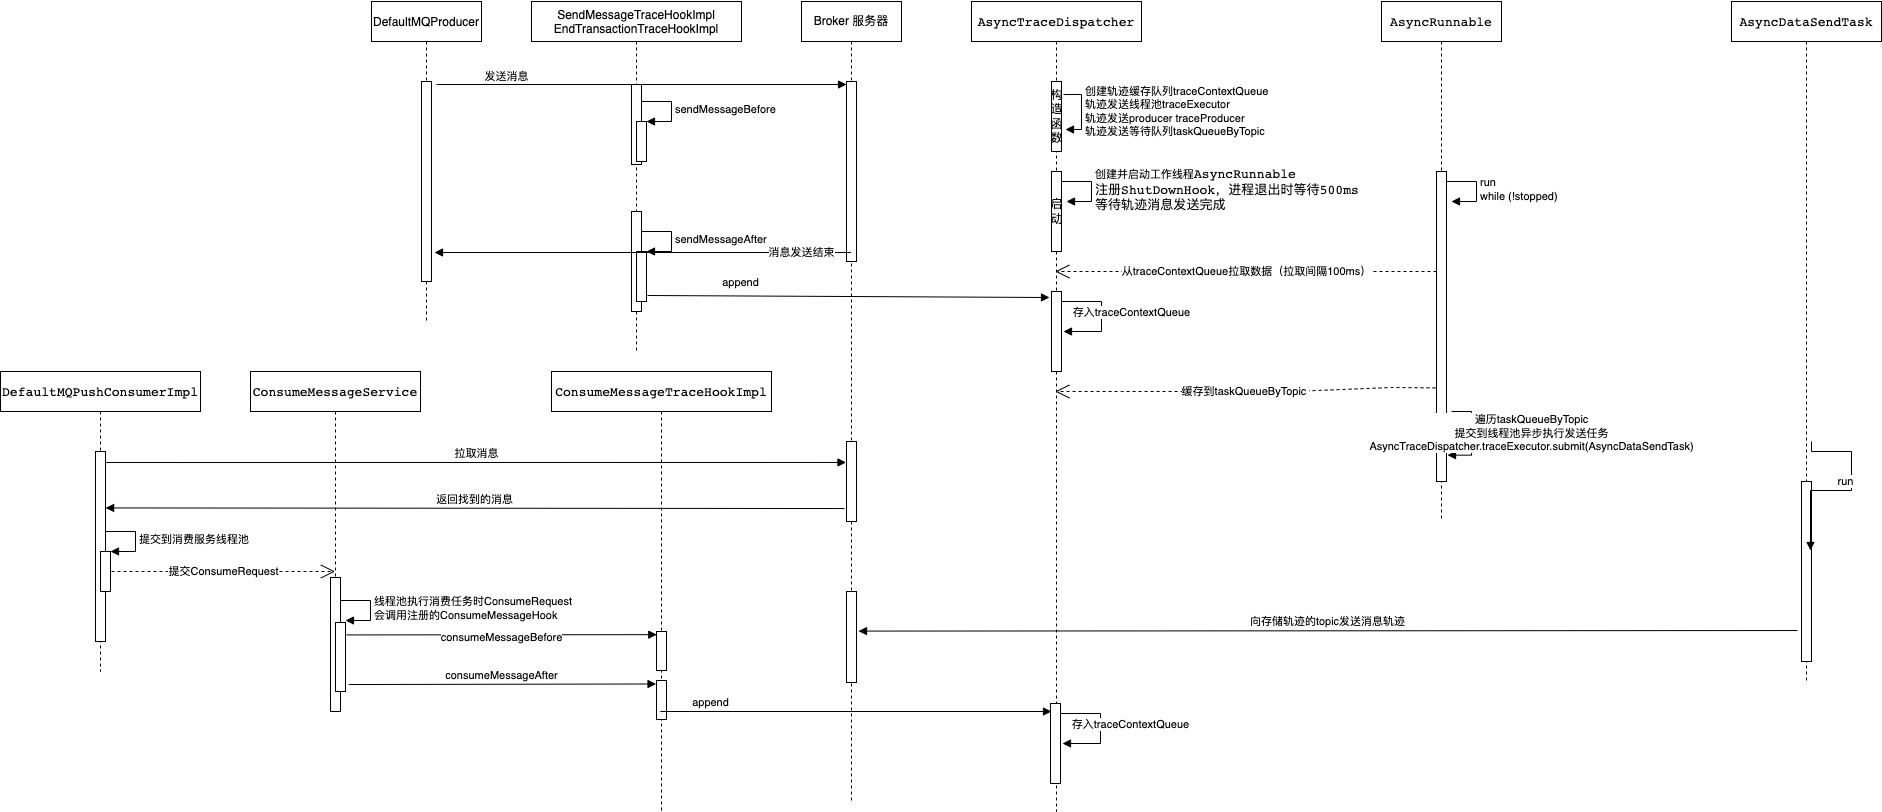 DefaultMQProducer
SendMessageTraceHookImpl
EndTransactionTraceHookImpl
Broker 服务器
AsyncTraceDispatcher
AsyncRunnable
AsyncDataSendTask
发送消息
sendMessageBefore
构造函数
创建轨迹缓存队列traceContextQueue
轨迹发送线程池traceExecutor
轨迹发送producer traceProducer
轨迹发送等待队列taskQueueByTopic
启动
创建并启动工作线程AsyncRunnable
注册ShutDownHook，进程退出时等待500ms
等待轨迹消息发送完成
run
while (!stopped)
sendMessageAfter
消息发送结束
从traceContextQueue拉取数据（拉取间隔100ms）
append
存入traceContextQueue
DefaultMQPushConsumerImpl
ConsumeMessageService
ConsumeMessageTraceHookImpl
缓存到taskQueueByTopic
遍历taskQueueByTopic
提交到线程池异步执行发送任务
AsyncTraceDispatcher.traceExecutor.submit(AsyncDataSendTask)
拉取消息
run
返回找到的消息
提交到消费服务线程池
提交ConsumeRequest
线程池执行消费任务时ConsumeRequest
会调用注册的ConsumeMessageHook
向存储轨迹的topic发送消息轨迹
consumeMessageBefore
consumeMessageAfter
append
存入traceContextQueue